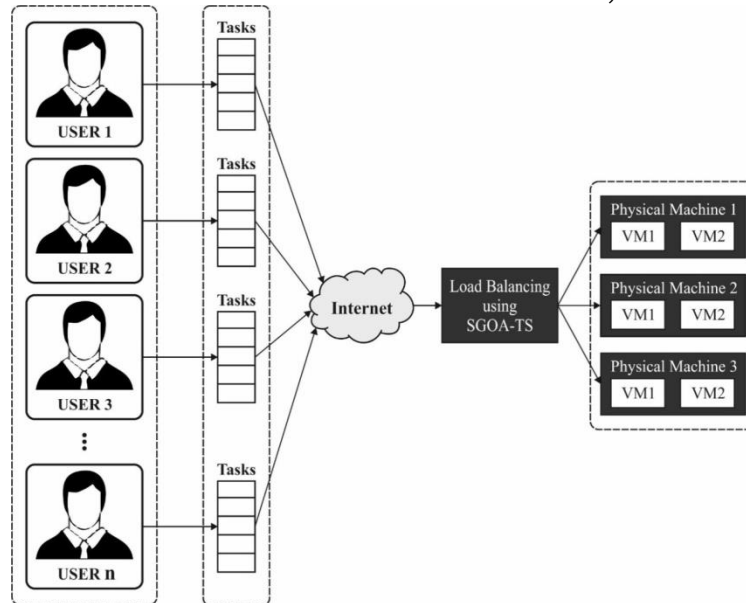 Tasks
USER 1
Tasks
USER 2
Tasks
USER 3
Tasks
USER n
Internet
Load Balancing
using
SGOA-TS
Physical Machine 1
VM1 VM2
Physical Machine 2
VM1 VM2
Physical Machine 3
VM1 VM2